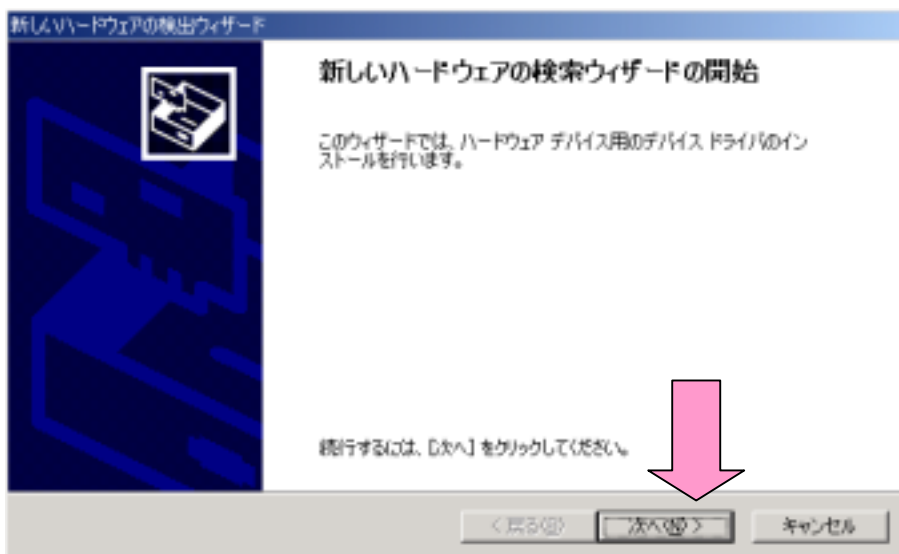 新しいハードウェアの検出ウィザード
新しいハードウェアの検索ウィザードの開始
このウィザードでは、ハードウェア デバイス用のデバイス ドライバのイン
ストールを行います。
続行するには、[次へ] をクリックしてください。
< 戻る(B) 次へ(N) > キャンセル